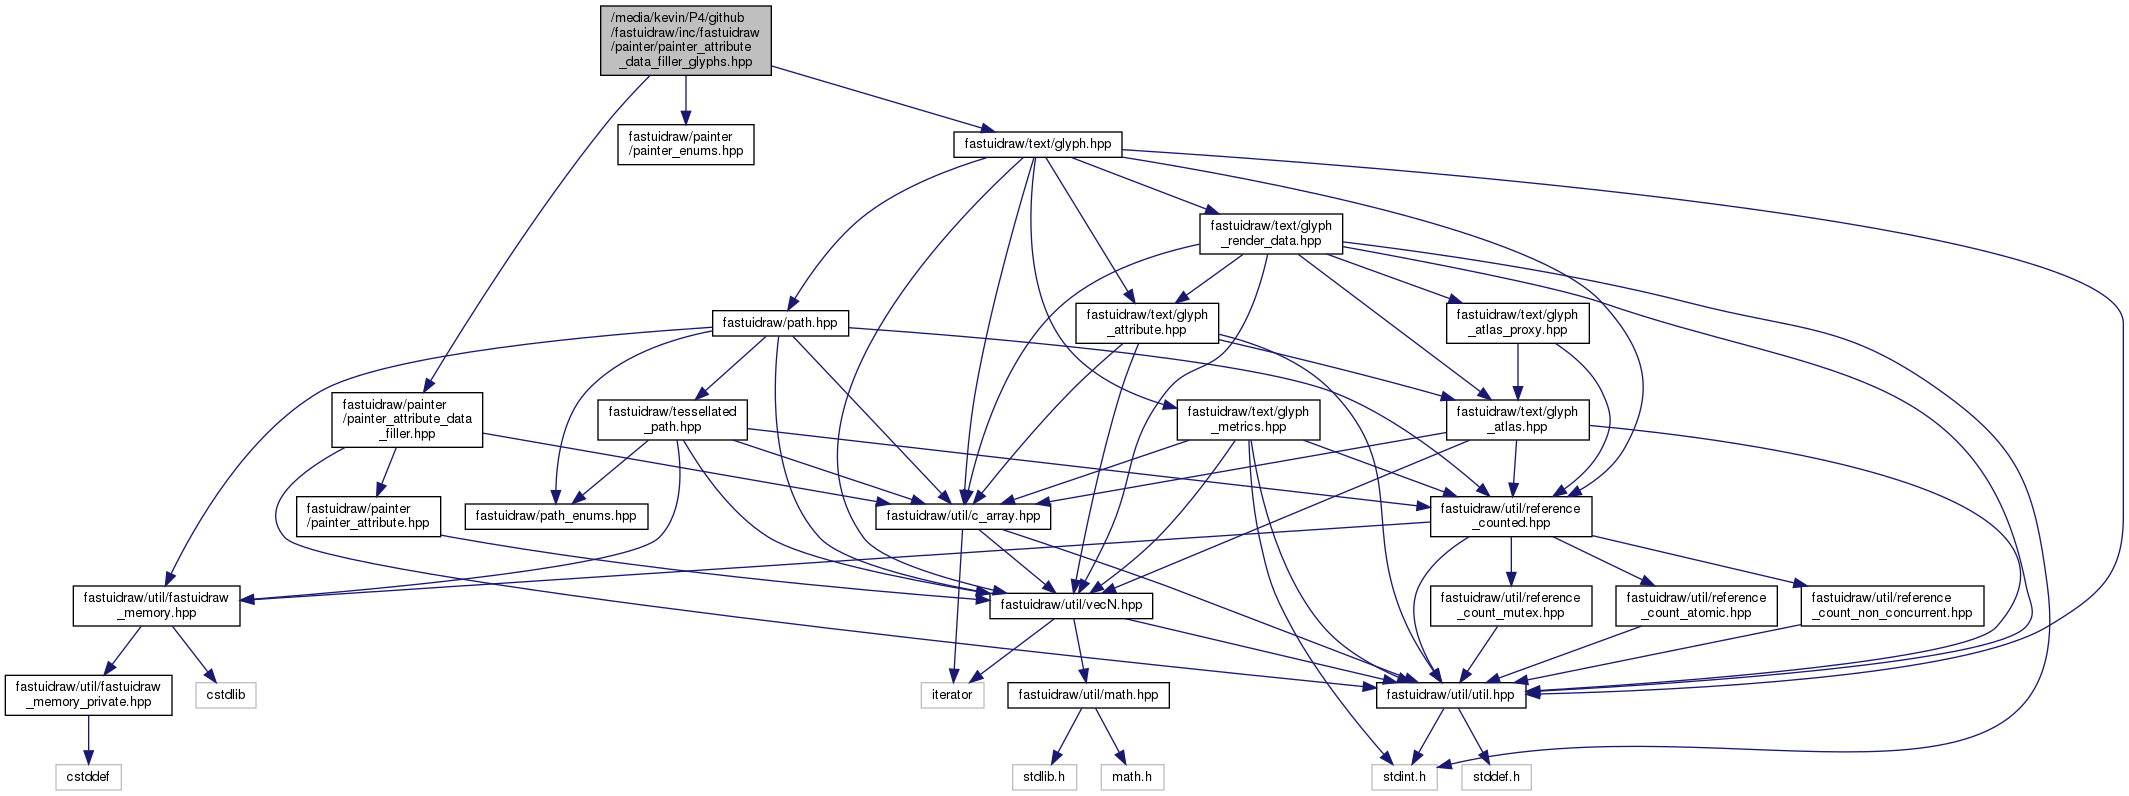 /media/kevin/P4/github
/fastuidraw/inc/fastuidraw
/painter/painter_attribute
_data_filler_glyphs.hpp
fastuidraw/painter
/painter_enums.hpp
fastuidraw/text/glyph.hpp
fastuidraw/text/glyph
_render_data.hpp
fastuidraw/path.hpp
fastuidraw/text/glyph
_attribute.hpp
fastuidraw/text/glyph
_atlas_proxy.hpp
fastuidraw/painter
/painter_attribute_data
_filler.hpp
fastuidraw/tessellated
_path.hpp
fastuidraw/text/glyph
_metrics.hpp
fastuidraw/text/glyph
_atlas.hpp
fastuidraw/painter
/painter_attribute.hpp
fastuidraw/path_enums.hpp
fastuidraw/util/c_array.hpp
fastuidraw/util/reference
_counted.hpp
fastuidraw/util/fastuidraw
_memory.hpp
fastuidraw/util/vecN.hpp
fastuidraw/util/reference
_count_mutex.hpp
fastuidraw/util/reference
_count_atomic.hpp
fastuidraw/util/reference
_count_non_concurrent.hpp
fastuidraw/util/fastuidraw
_memory_private.hpp
cstdlib
iterator
fastuidraw/util/math.hpp
fastuidraw/util/util.hpp
cstddef
stdlib.h
math.h
stdint.h
stddef.h